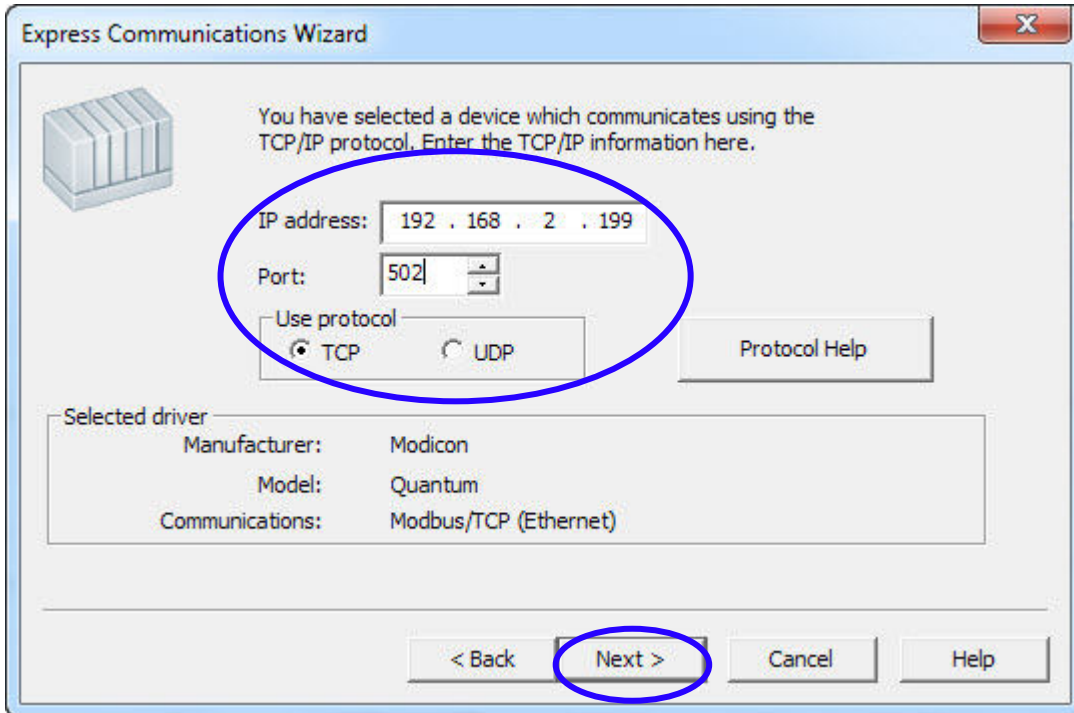 Express Communications Wizard
X
You have selected a device which communicates using the
TCP/IP protocol. Enter the TCP/IP information here.
IP address: 192 . 168 . 2 . 199
Port: 502
Use protocol
TCP UDP
Protocol Help
Selected driver
Manufacturer: Modicon
Model: Quantum
Communications: Modbus/TCP (Ethernet)
< Back Next > Cancel Help